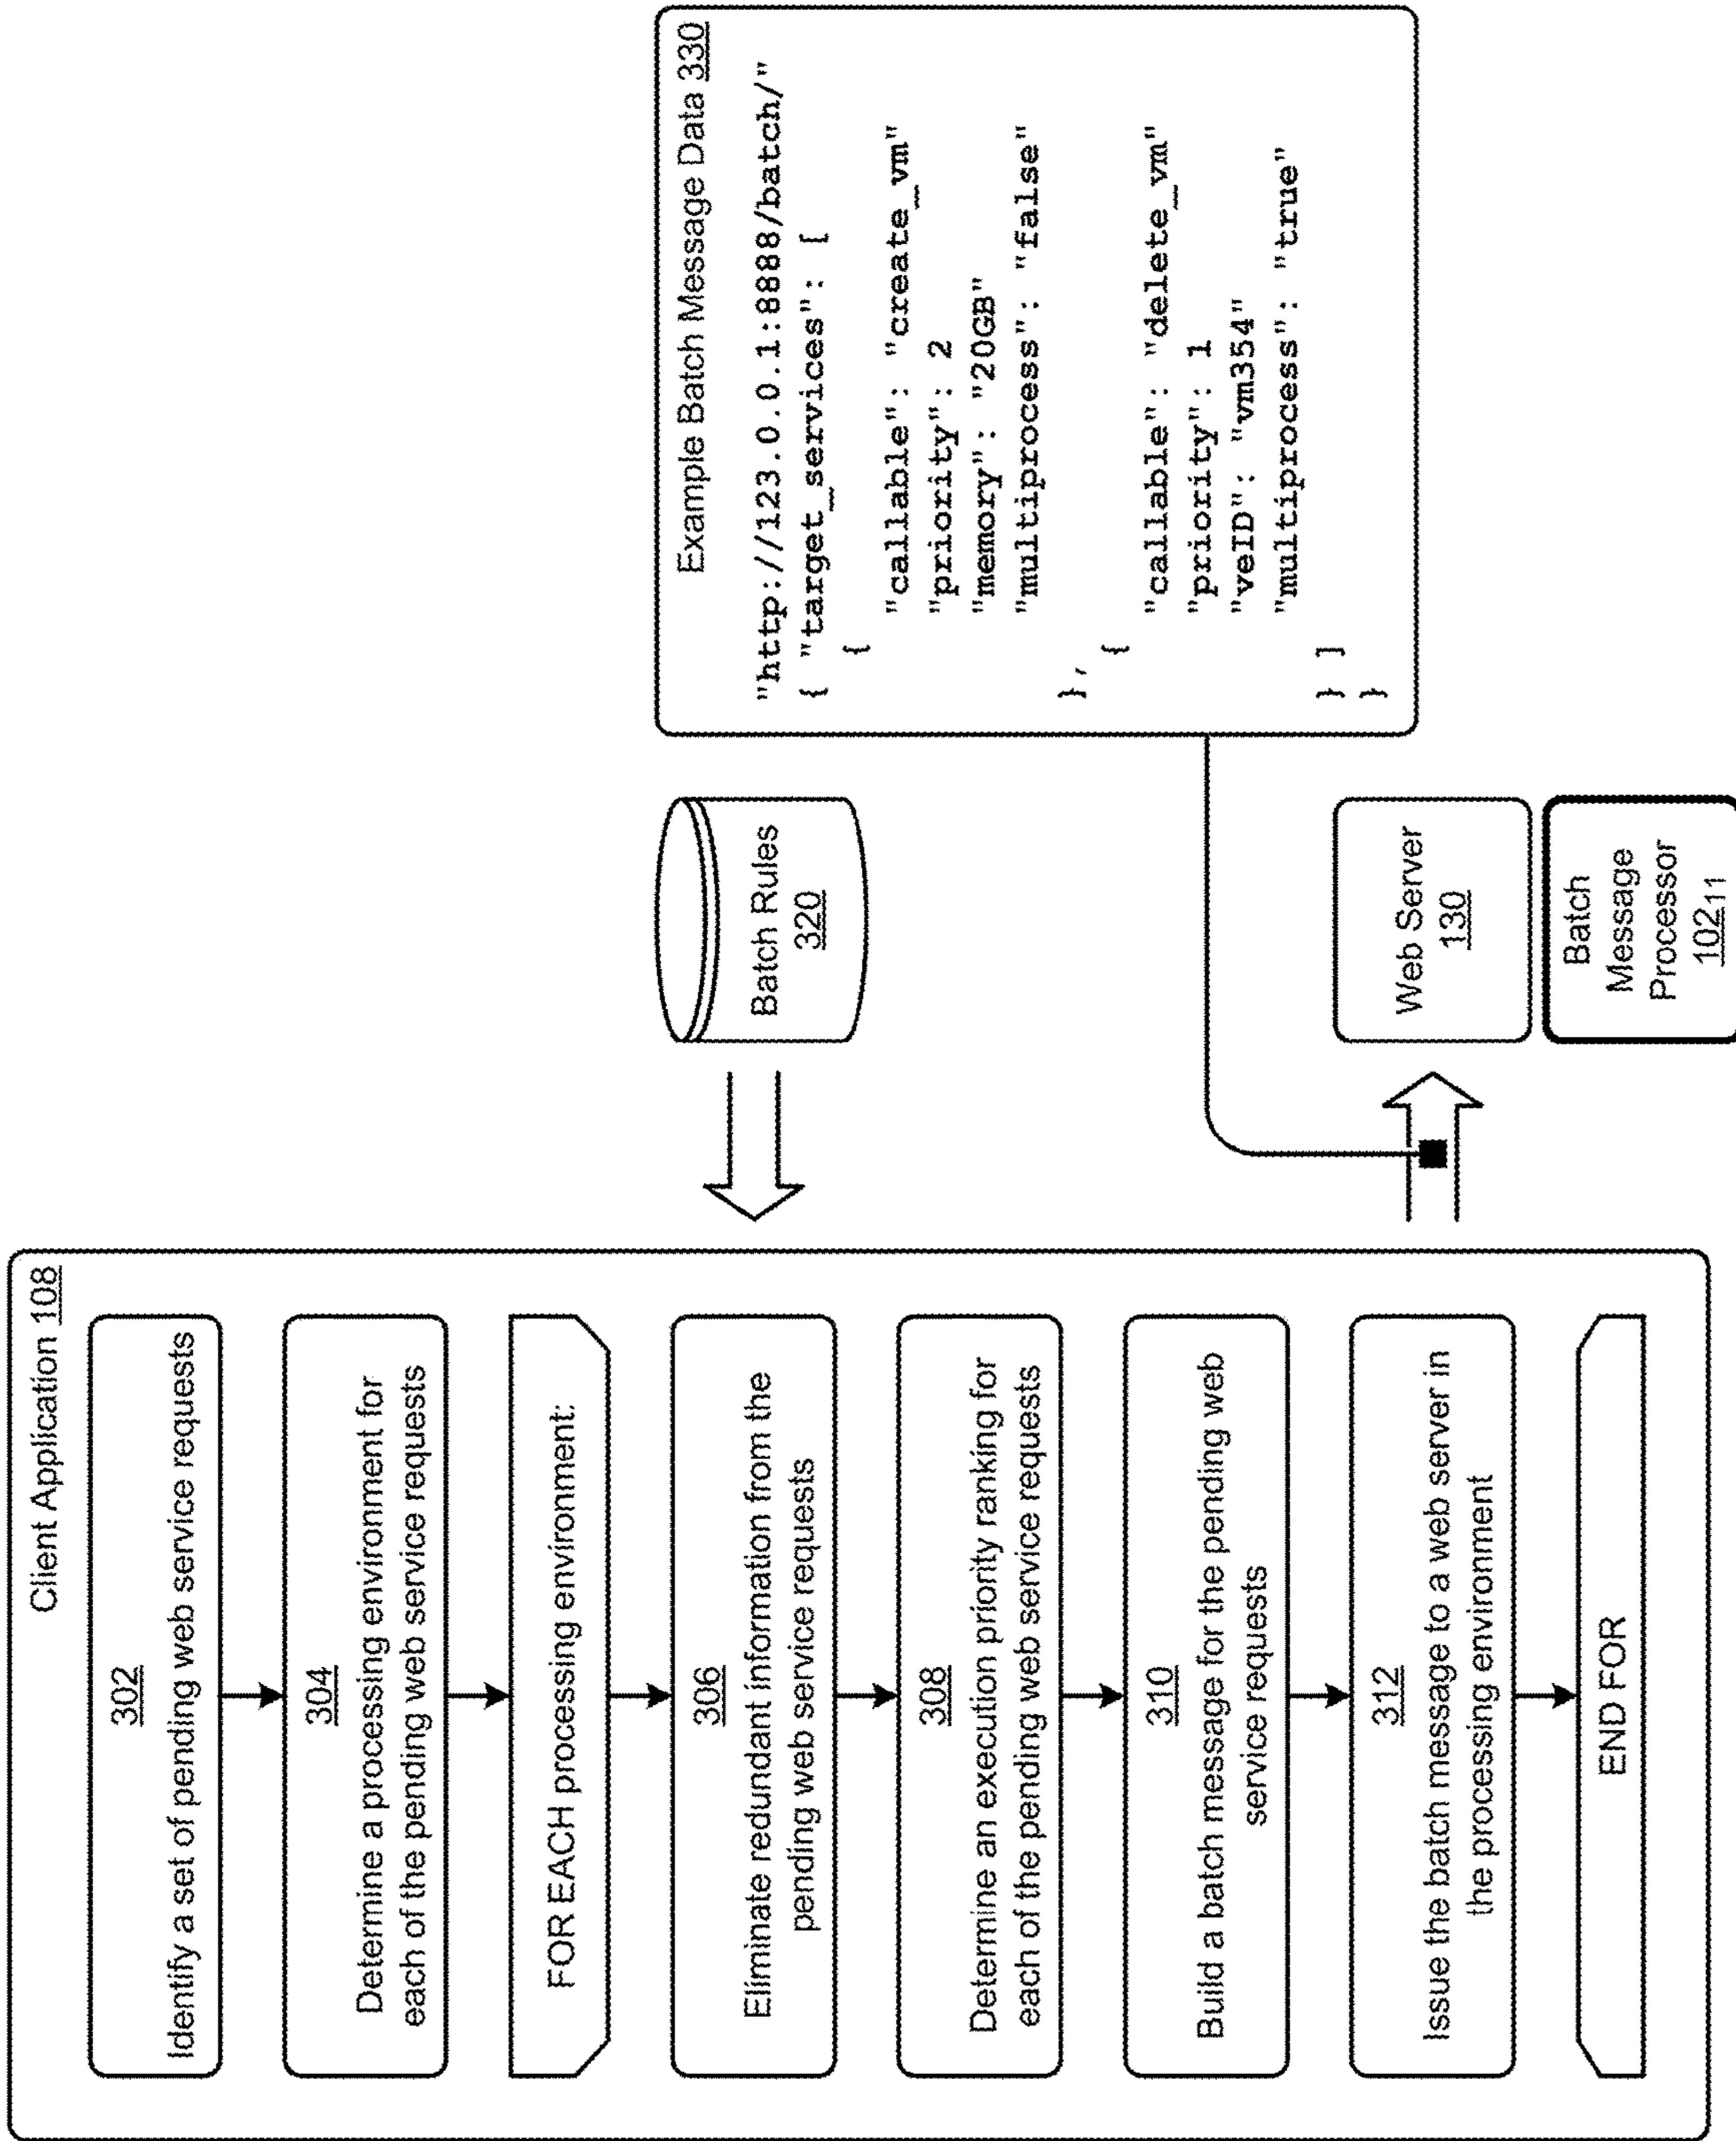 Client Application 108
302
Identify a set of pending web service requests
304
Determine a processing environment for
each of the pending web service requests
FOR EACH processing environment:
306
Eliminate redundant information from the
pending web service requests
308
Determine an execution priority ranking for
each of the pending web service requests
310
Build a batch message for the pending web
service requests
312
Issue the batch message to a web server in
the processing environment
END FOR
Batch Rules
320
Web Server
130
Batch
Message
Processor
102₁₁
Example Batch Message Data 330
"http://123.0.0.1:8888/batch/"
{ "target_services": [
{
"callable": "create_vm"
"priority": 2
"memory": "20GB"
"multiprocess": "false"
}, {
"callable": "delete_vm"
"priority": 1
"veID": "vm354"
"multiprocess": "true"
} ]
}